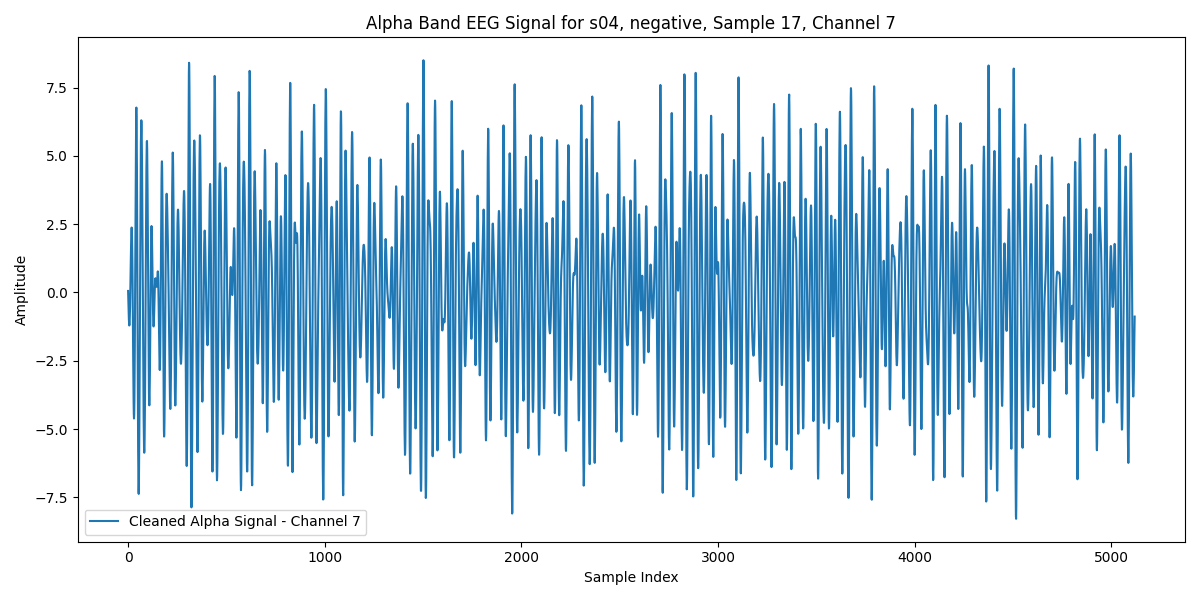 Alpha Band EEG Signal for s04, negative, Sample 17, Channel 7
Amplitude
7.5
5.0
2.5
0.0
−2.5
−5.0
−7.5
Cleaned Alpha Signal - Channel 7
0 1000 2000 3000 4000 5000
Sample Index